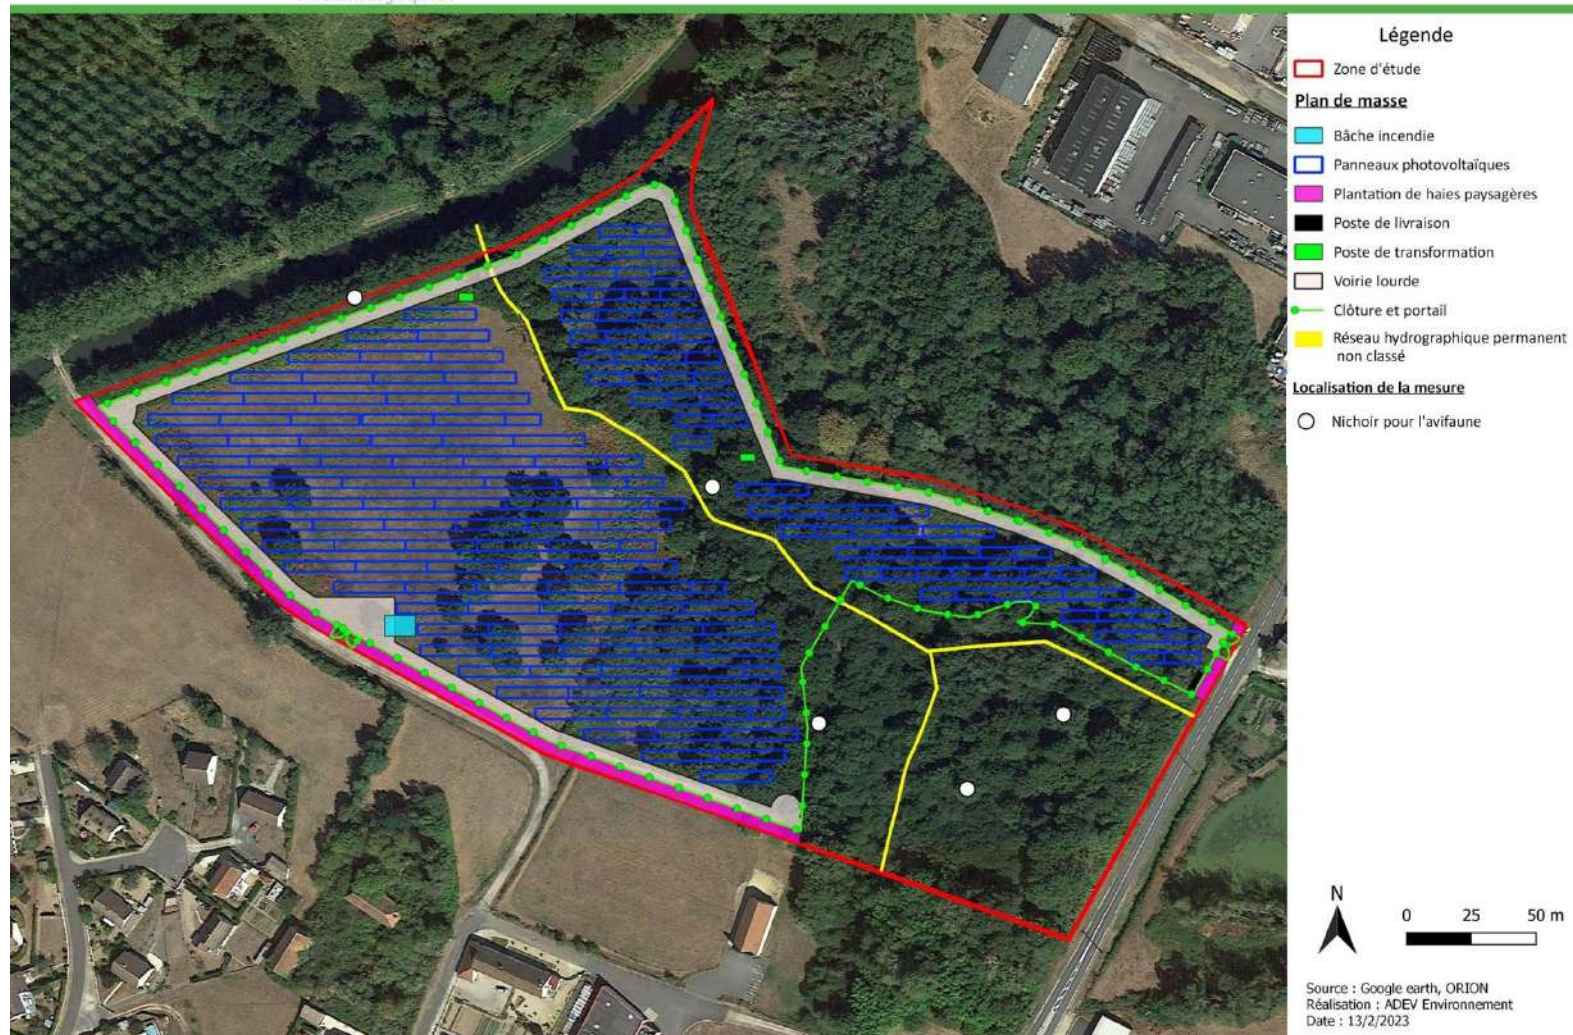 Légende
Zone d'étude
Plan de masse
Bâche incendie
Panneaux photovoltaïques
Plantation de haies paysagères
Poste de livraison
Poste de transformation
Voirie lourde
Clôture et portail
Réseau hydrographique permanent
non classé
Localisation de la mesure
Nichoir pour l'avifaune
N
0 25 50 m
Source : Google earth, ORION
Réalisation : ADEV Environnement
Date : 13/2/2023